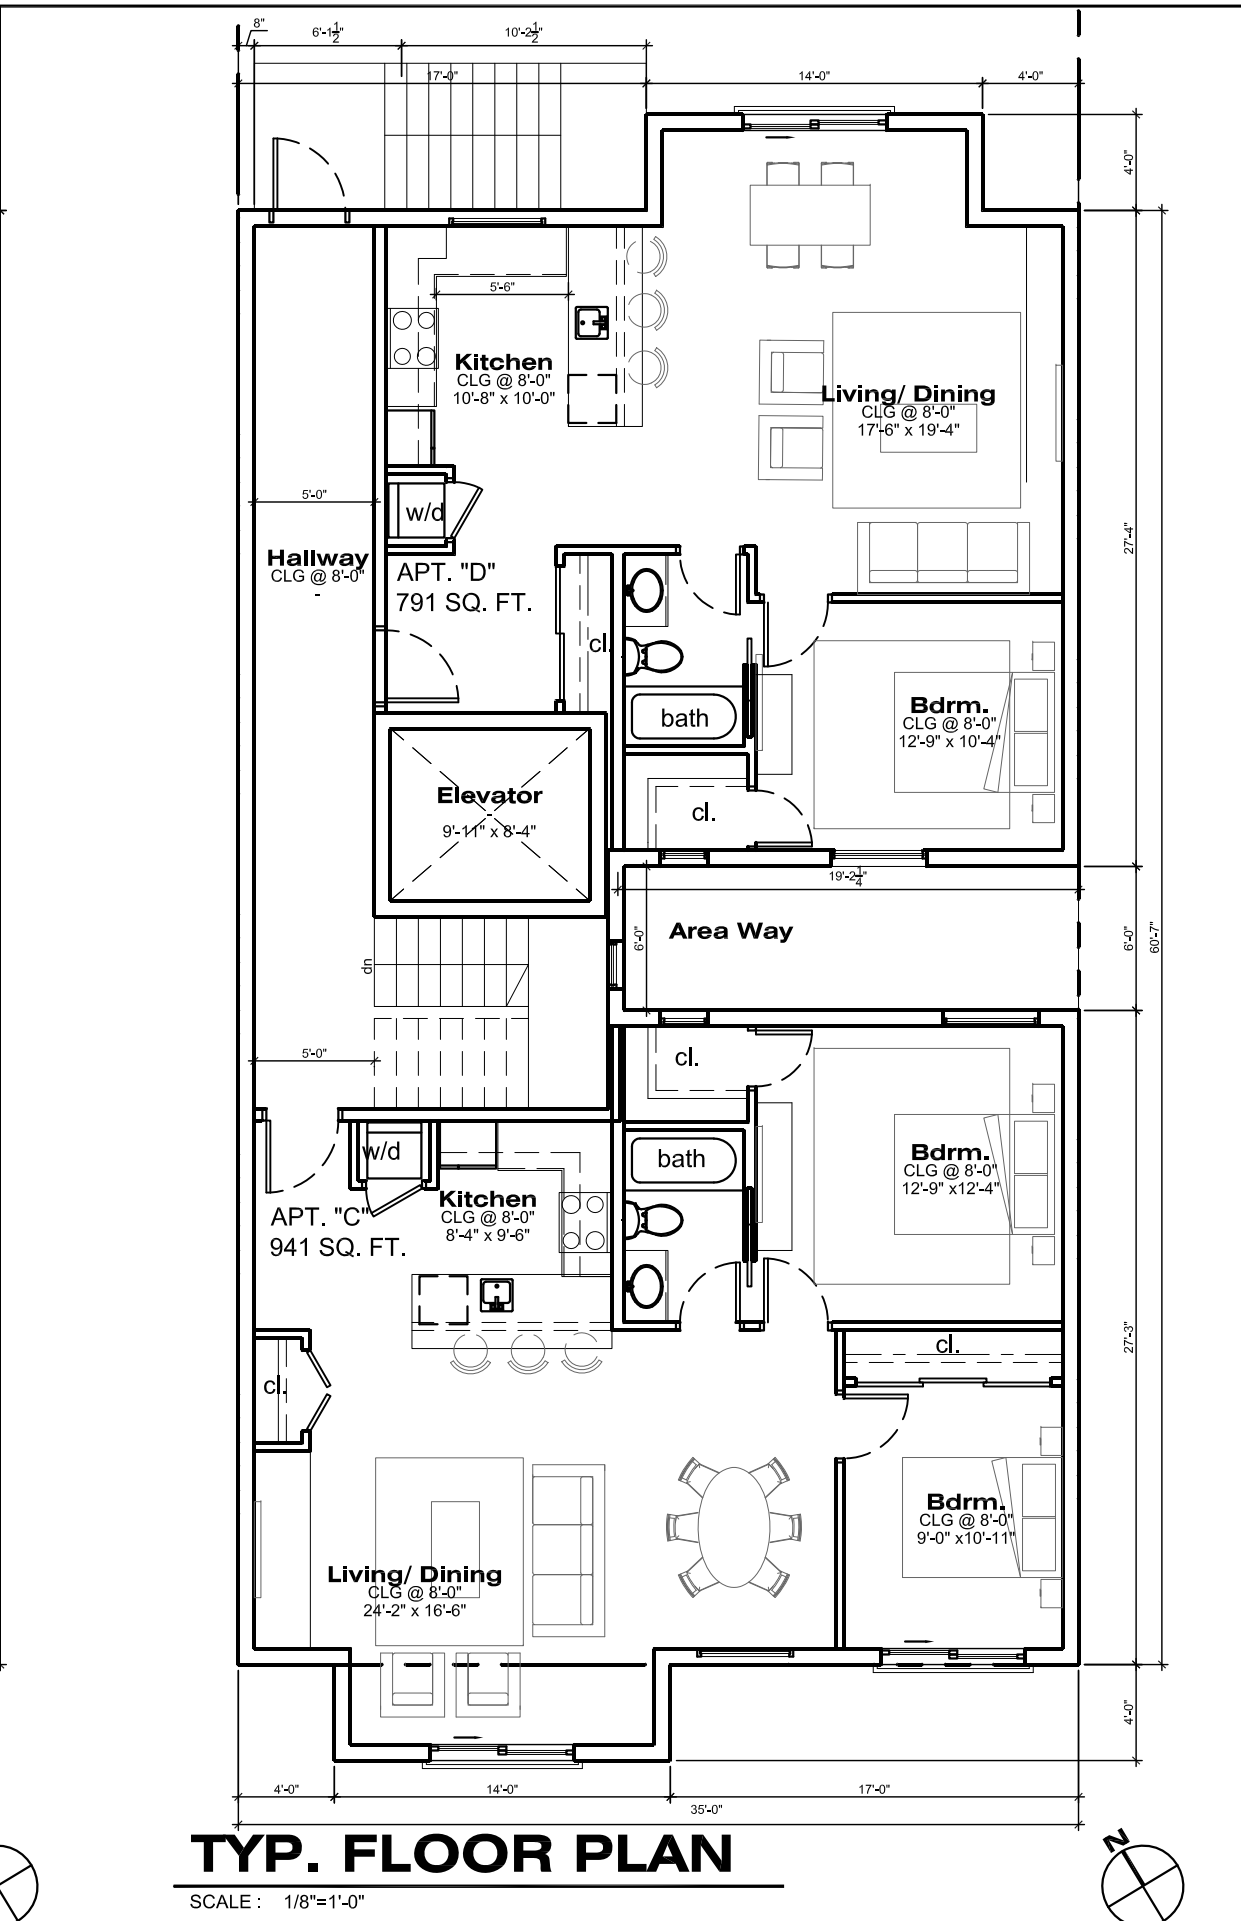 8"
6'-1½"
10'-2½"
17'-0"
14'-0"
4'-0"
4'-0"
5'-6"
Kitchen
CLG @ 8'-0"
10'-8" x 10'-0"
Living/ Dining
CLG @ 8'-0"
17'-6" x 19'-4"
5'-0"
w/d
Hallway
CLG @ 8'-0"
-
APT. "D"
791 SQ. FT.
27'-4"
cl.
bath
Bdrm.
CLG @ 8'-0"
12'-9" x 10'-4"
Elevator
-
9'-11" x 8'-4"
cl.
19'-2¼"
6'-0"
Area Way
6'-0"
60'-7"
dn
up
5'-0"
cl.
w/d
bath
Bdrm.
CLG @ 8'-0"
12'-9" x12'-4"
Kitchen
CLG @ 8'-0"
8'-4" x 9'-6"
APT. "C"
941 SQ. FT.
cl.
27'-3"
cl.
Bdrm.
CLG @ 8'-0"
9'-0" x10'-11"
Living/ Dining
CLG @ 8'-0"
24'-2" x 16'-6"
4'-0"
4'-0"
14'-0"
17'-0"
35'-0"
TYP. FLOOR PLAN
SCALE : 1/8"=1'-0"
N